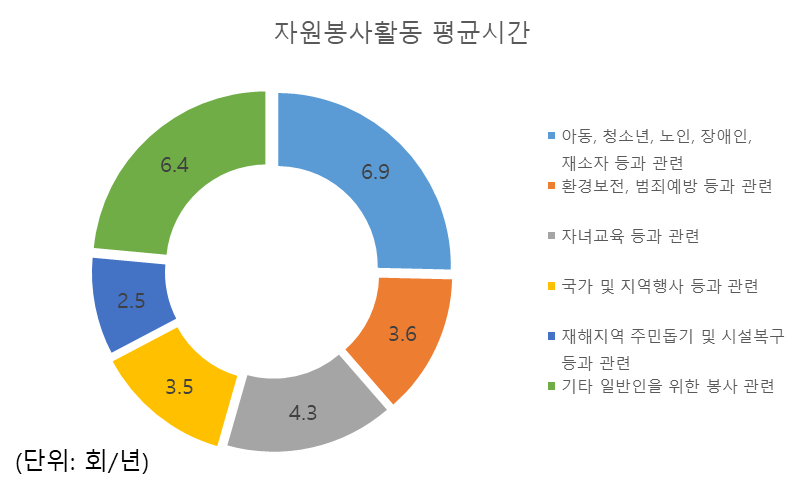 자원봉사활동 평균시간
6.9
3.6
4.3
3.5
2.5
6.4
아동, 청소년, 노인, 장애인,
재소자 등과 관련
환경보전, 범죄예방 등과 관련
자녀교육 등과 관련
국가 및 지역행사 등과 관련
재해지역 주민돕기 및 시설복구
등과 관련
기타 일반인을 위한 봉사 관련
(단위: 회/년)